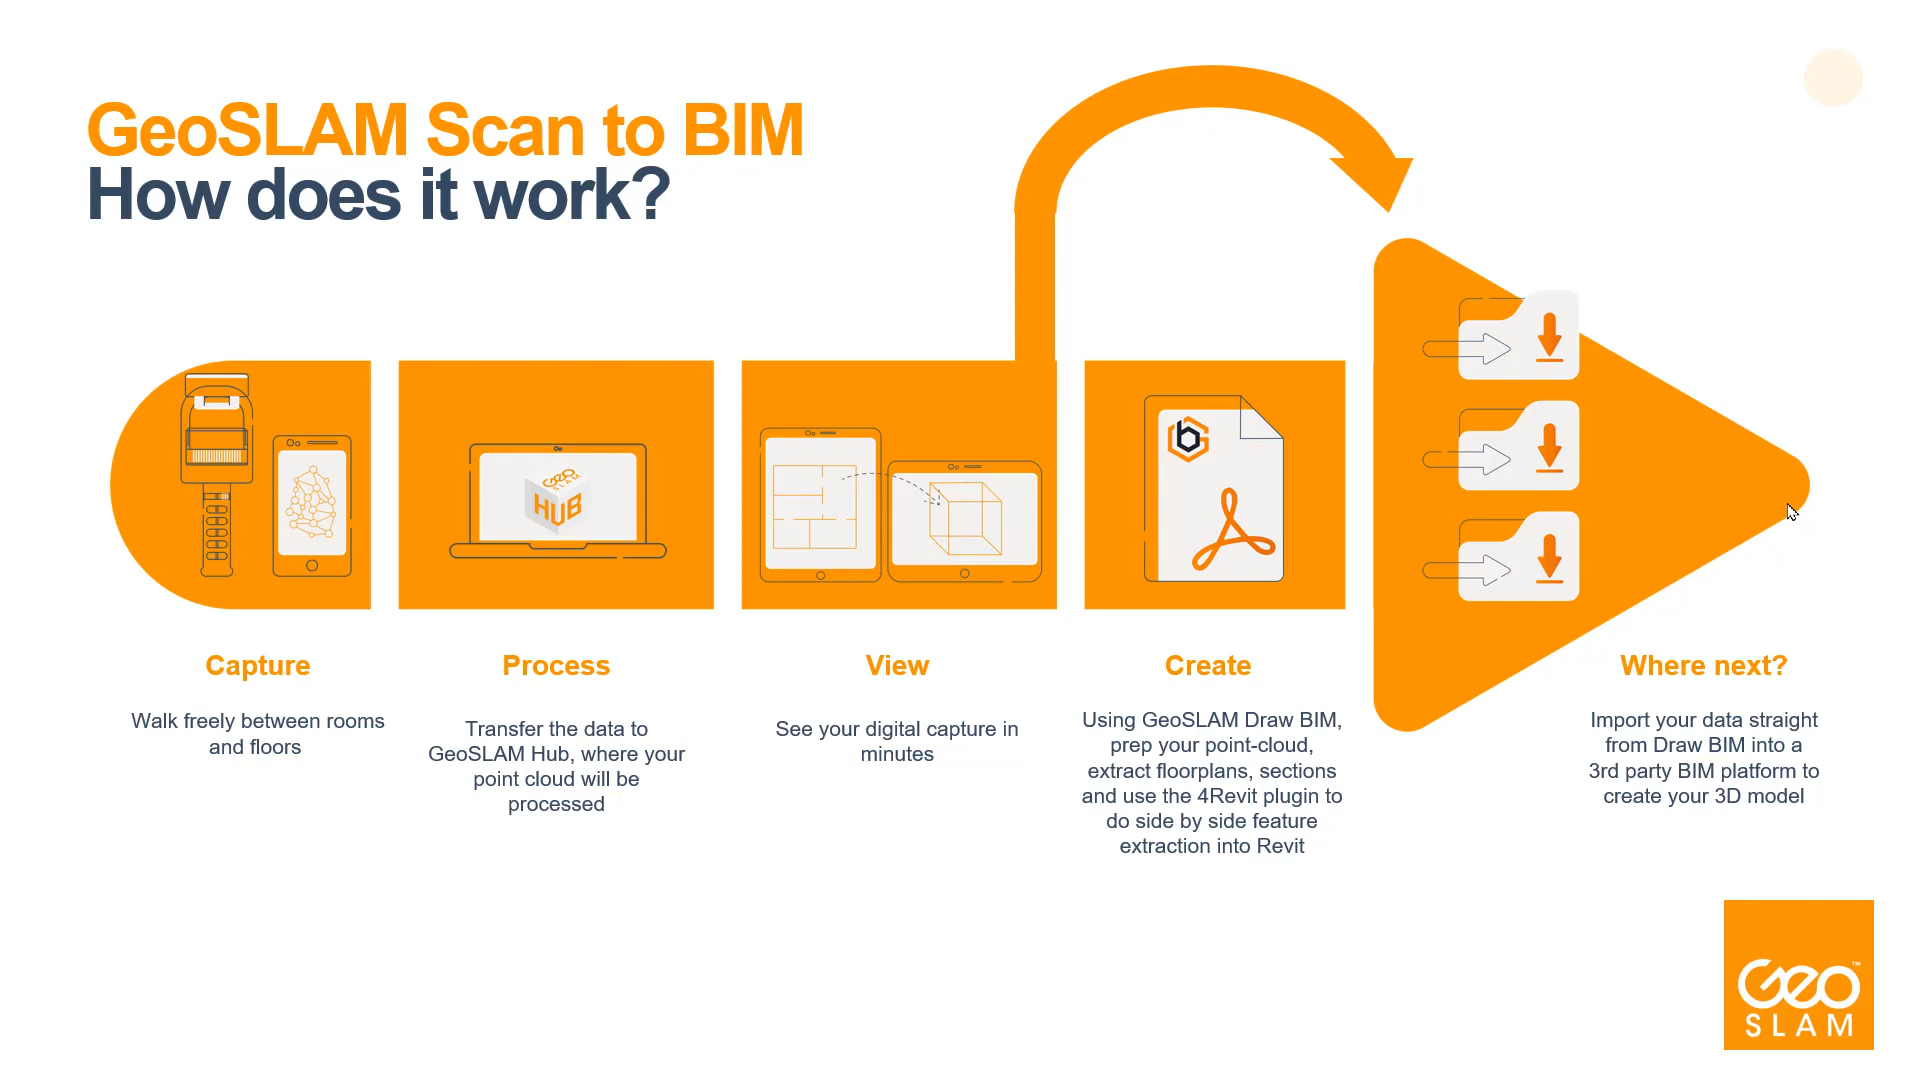 GeoSLAM Scan to BIM
How does it work?
GEO
SLAM
HUB
b
Capture
Walk freely between rooms
and floors
Process
Transfer the data to
GeoSLAM Hub, where your
point cloud will be
processed
View
See your digital capture in
minutes
Create
Using GeoSLAM Draw BIM,
prep your point-cloud,
extract floorplans, sections
and use the 4Revit plugin to
do side by side feature
extraction into Revit
Where next?
Import your data straight
from Draw BIM into a
3rd party BIM platform to
create your 3D model
Geo™
SLAM